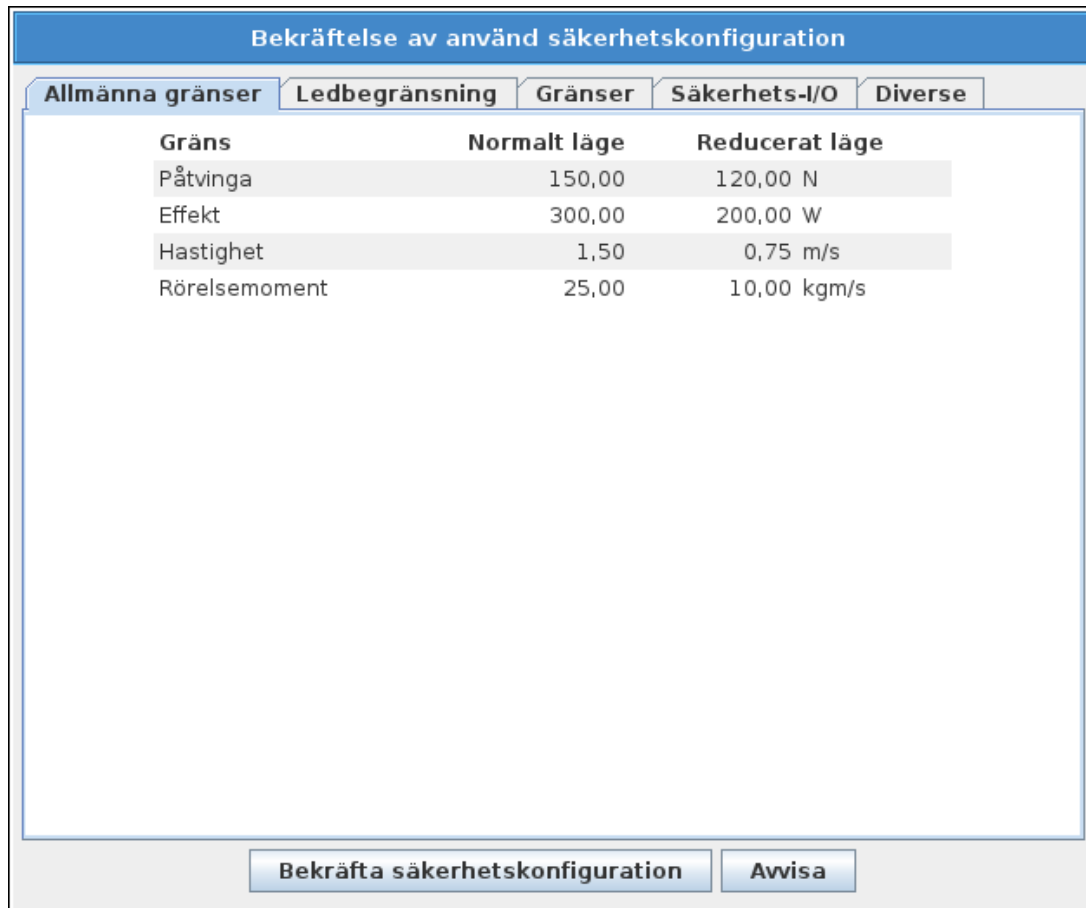 Bekräftelse av använd säkerhetskonfiguration
Allmänna gränser Ledbegränsning Gränser Säkerhets-I/O Diverse
Gräns Normalt läge Reducerat läge
Påtvinga 150,00 120,00 N
Effekt 300,00 200,00 W
Hastighet 1,50 0,75 m/s
Rörelsemoment 25,00 10,00 kgm/s
Bekräfta säkerhetskonfiguration Avvisa